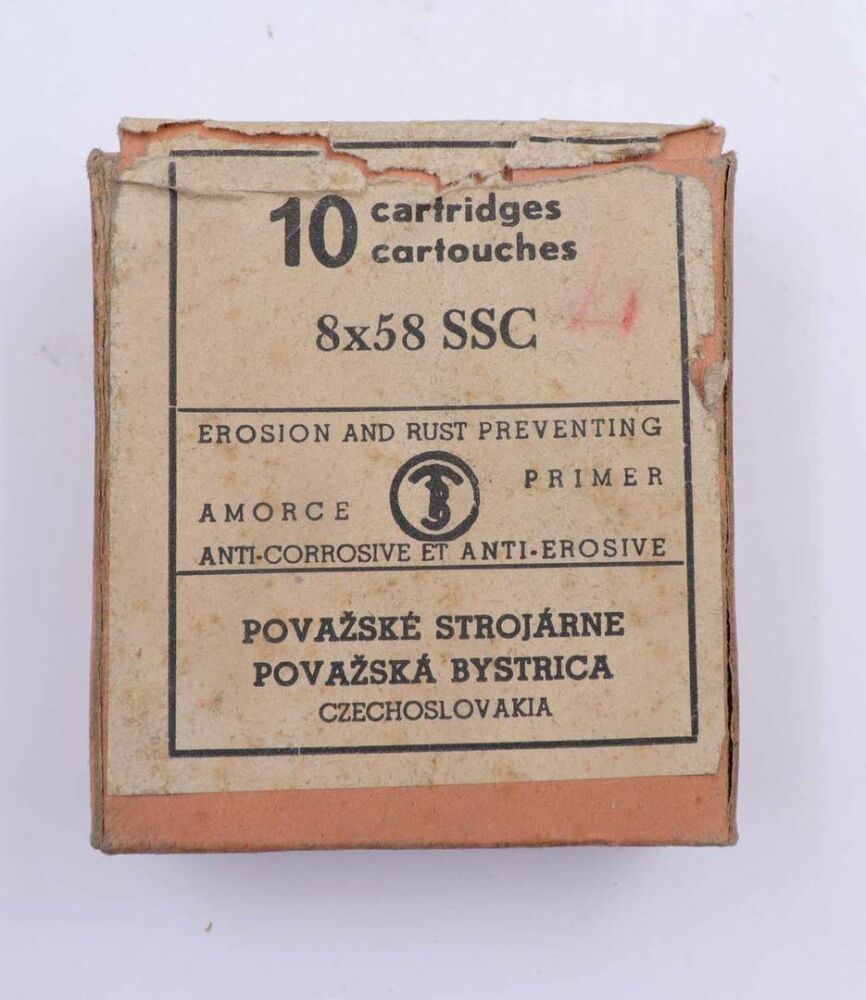 10 cartridges
cartouches
8x58 SSC
EROSION AND RUST PREVENTING
PRIMER
AMORCE
ANTI-CORROSIVE ET ANTI-EROSIVE
POVAŽSKÉ STROJÁRNE
POVAŽSKÁ BYSTRICA
CZECHOSLOVAKIA